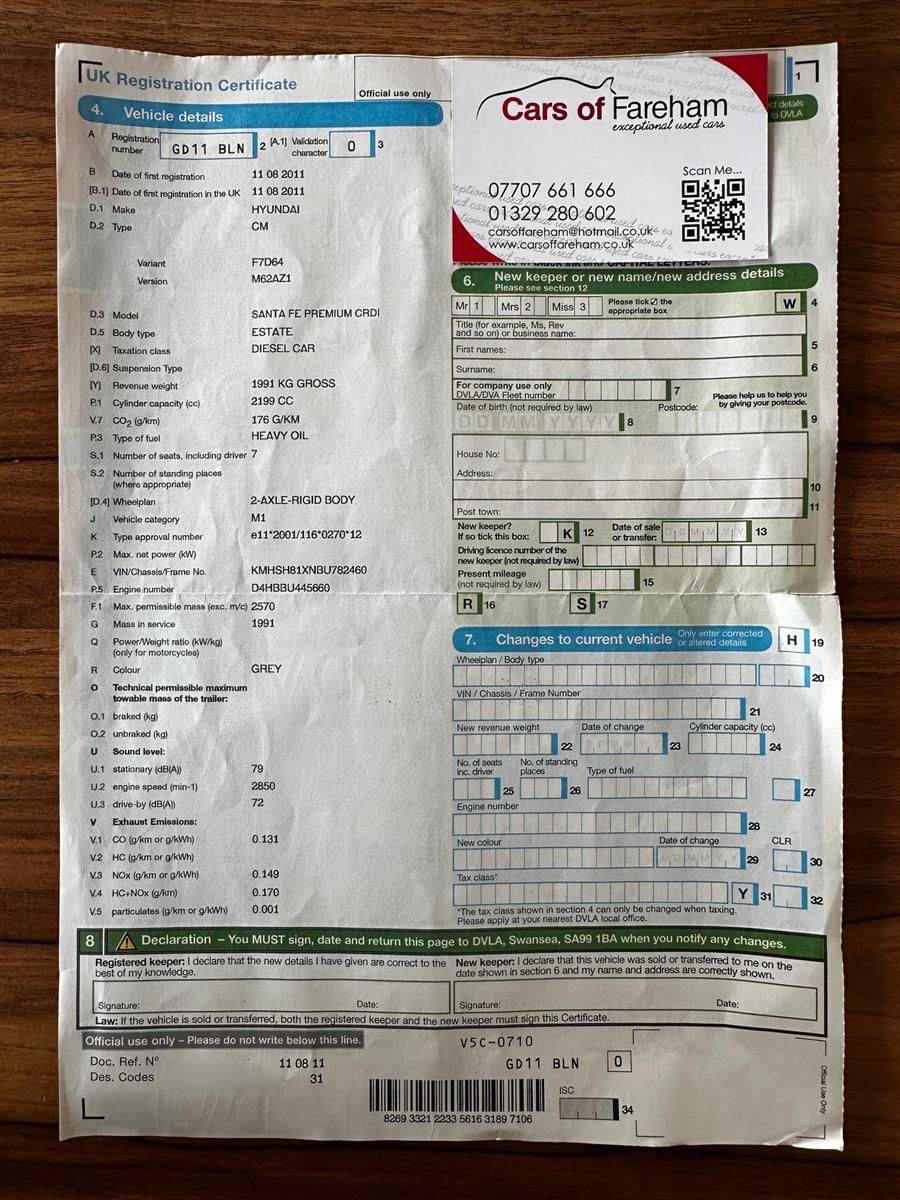 UK Registration Certificate
Official use only
1
Cars of Fareham
exceptional used cars
Scan Me...
07707 661 666
01329 280 602
carsoffareham@hotmail.co.uk
www.carsoffareham.co.uk
ct details
to DVLA
4. Vehicle details
A Registration number GD11 BLN 2 [A.1] Validation character 0 3
B Date of first registration 11 08 2011
[B.1] Date of first registration in the UK 11 08 2011
D.1 Make HYUNDAI
D.2 Type CM
Variant F7D64
Version M62AZ1
D.3 Model SANTA FE PREMIUM CRDI
D.5 Body type ESTATE
[X] Taxation class DIESEL CAR
[D.6] Suspension Type
[Y] Revenue weight 1991 KG GROSS
P.1 Cylinder capacity (cc) 2199 CC
V.7 CO2 (g/km) 176 G/KM
P.3 Type of fuel HEAVY OIL
S.1 Number of seats, including driver 7
S.2 Number of standing places
(where appropriate)
[D.4] Wheelplan 2-AXLE-RIGID BODY
J Vehicle category M1
K Type approval number e11*2001/116*0270*12
P.2 Max. net power (kW)
E VIN/Chassis/Frame No. KMHSH81XNBU782460
P.5 Engine number D4HBBU445660
F.1 Max. permissible mass (exc. m/c) 2570
G Mass in service 1991
Q Power/Weight ratio (kW/kg)
(only for motorcycles)
R Colour GREY
O Technical permissible maximum
towable mass of the trailer:
O.1 braked (kg)
O.2 unbraked (kg)
U Sound level:
U.1 stationary (dB(A)) 79
U.2 engine speed (min-1) 2850
U.3 drive-by (dB(A)) 72
V Exhaust Emissions:
V.1 CO (g/km or g/kWh) 0.131
V.2 HC (g/km or g/kWh)
V.3 NOx (g/km or g/kWh) 0.149
V.4 HC+NOx (g/km) 0.170
V.5 particulates (g/km or g/kWh) 0.001
6. New keeper or new name/new address details
Please see section 12
Mr 1 Mrs 2 Miss 3 Please tick ☑ the appropriate box W 4
Title (for example, Ms, Rev
and so on) or business name:
First names: 5
Surname: 6
For company use only
DVLA/DVA Fleet number 7
Please help us to help you
by giving your postcode.
Date of birth (not required by law) Postcode:
D D M M Y Y Y Y 8 9
House No:
Address:
10
Post town: 11
New keeper?
If so tick this box: K 12 Date of sale or transfer: D D M M Y Y 13
Driving licence number of the
new keeper (not required by law)
Present mileage
(not required by law) 15
R 16 S 17
7. Changes to current vehicle Only enter corrected or altered details H 19
Wheelplan / Body type
20
VIN / Chassis / Frame Number
21
New revenue weight Date of change Cylinder capacity (cc)
22 D D M M Y Y 23 24
No. of seats inc. driver No. of standing places Type of fuel
25 26 27
Engine number
28
New colour Date of change CLR
D D M M Y Y 29 30
Tax class*
Y 31 32
*The tax class shown in section 4 can only be changed when taxing.
Please apply at your nearest DVLA local office.
8 Declaration – You MUST sign, date and return this page to DVLA, Swansea, SA99 1BA when you notify any changes.
Registered keeper: I declare that the new details I have given are correct to the
best of my knowledge.
Signature: Date:
New keeper: I declare that this vehicle was sold or transferred to me on the
date shown in section 6 and my name and address are correctly shown.
Signature: Date:
Law: If the vehicle is sold or transferred, both the registered keeper and the new keeper must sign this Certificate.
Official use only – Please do not write below this line.
Doc. Ref. Nº 11 08 11
Des. Codes 31
V5C-0710
GD11 BLN 0
8269 3321 2233 5616 3189 7106
ISC
34
Official Use Only